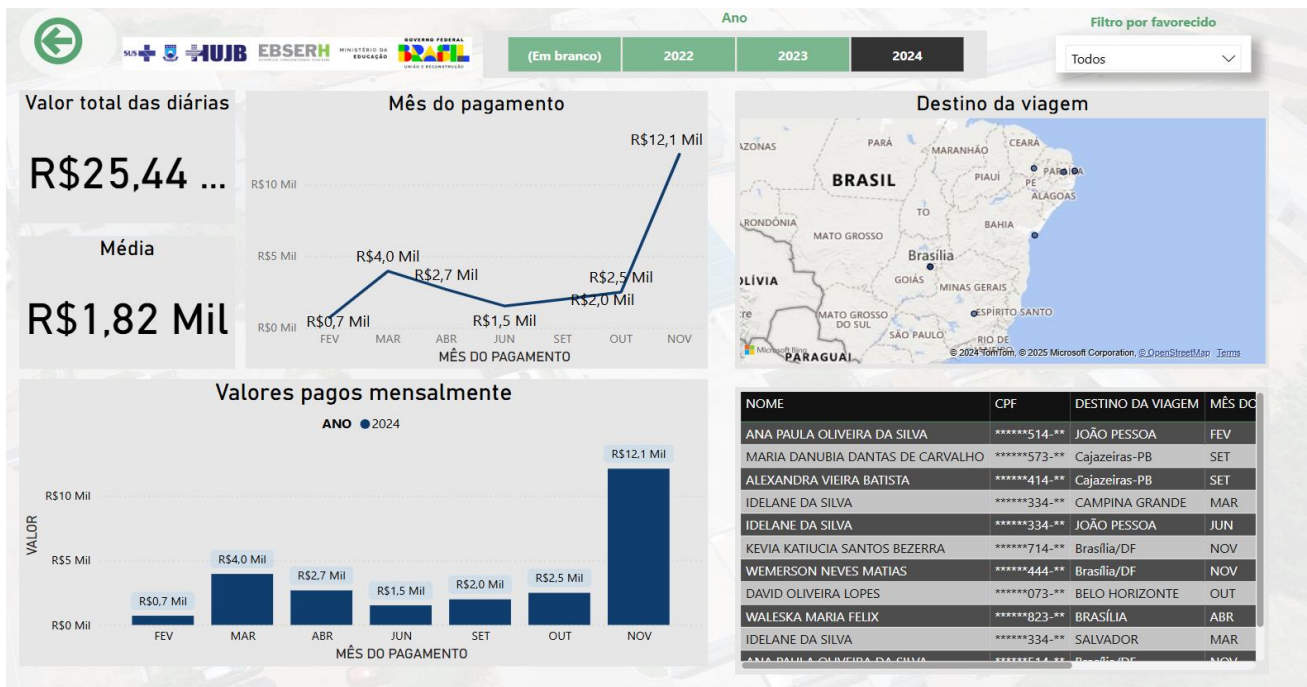 Ano
Filtro por favorecido
SUS HUJB EBSERH MINISTÉRIO DA EDUCAÇÃO GOVERNO FEDERAL BRASIL UNIÃO E RECONSTRUÇÃO
(Em branco) 2022 2023 2024
Todos
Valor total das diárias
R$25,44 ...
Média
R$1,82 Mil
Mês do pagamento
R$12,1 Mil
R$10 Mil
R$5 Mil
R$4,0 Mil
R$2,7 Mil
R$2,5 Mil
R$2,0 Mil
R$0 Mil
R$0,7 Mil
R$1,5 Mil
FEV MAR ABR JUN SET OUT NOV
MÊS DO PAGAMENTO
Destino da viagem
AZONAS
PARÁ
MARANHÃO
CEARÁ
BRASIL
PIAUÍ
PE
ALAGOAS
RONDÔNIA
TO
BAHIA
MATO GROSSO
Brasília
OLÍVIA
GOIÁS
MINAS GERAIS
ESPÍRITO SANTO
MATO GROSSO
DO SUL
SÃO PAULO
RIO DE
PARAGUAI
Microsoft Bing
© 2024 TomTom, © 2025 Microsoft Corporation, © OpenStreetMap Terms
Valores pagos mensalmente
ANO 2024
R$12,1 Mil
R$10 Mil
VALOR
R$5 Mil
R$4,0 Mil
R$2,7 Mil
R$1,5 Mil
R$2,0 Mil
R$2,5 Mil
R$0,7 Mil
R$0 Mil
FEV MAR ABR JUN SET OUT NOV
MÊS DO PAGAMENTO
NOME CPF DESTINO DA VIAGEM MÊS DO
ANA PAULA OLIVEIRA DA SILVA ******514-** JOÃO PESSOA FEV
MARIA DANUBIA DANTAS DE CARVALHO ******573-** Cajazeiras-PB SET
ALEXANDRA VIEIRA BATISTA ******414-** Cajazeiras-PB SET
IDELANE DA SILVA ******334-** CAMPINA GRANDE MAR
IDELANE DA SILVA ******334-** JOÃO PESSOA JUN
KEVIA KATIUCIA SANTOS BEZERRA ******714-** Brasília/DF NOV
WEMERSON NEVES MATIAS ******444-** Brasília/DF NOV
DAVID OLIVEIRA LOPES ******073-** BELO HORIZONTE OUT
WALESKA MARIA FELIX ******823-** BRASÍLIA ABR
IDELANE DA SILVA ******334-** SALVADOR MAR
ANA PAULA OLIVEIRA DA SILVA ******514-** Brasília/DF NOV